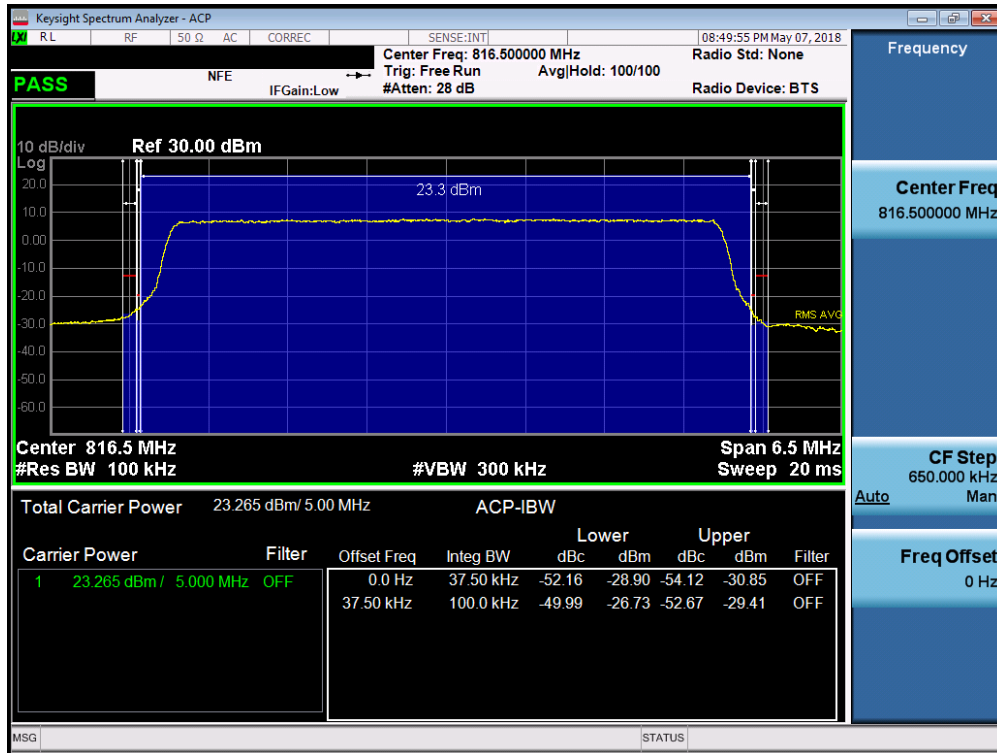 Keysight Spectrum Analyzer - ACP
LXI RL RF 50 Ω AC CORREC SENSE:INT 08:49:55 PM May 07, 2018
Center Freq: 816.500000 MHz Radio Std: None
PASS NFE Trig: Free Run Avg|Hold: 100/100
IFGain:Low #Atten: 28 dB Radio Device: BTS
10 dB/div Ref 30.00 dBm
Log
20.0
10.0
0.00
-10.0
-20.0
-30.0
-40.0
-50.0
-60.0
23.3 dBm
RMS AVG
Center 816.5 MHz Span 6.5 MHz
#Res BW 100 kHz #VBW 300 kHz Sweep 20 ms
Total Carrier Power 23.265 dBm/ 5.00 MHz ACP-IBW
Lower Upper
Carrier Power Filter Offset Freq Integ BW dBc dBm dBc dBm Filter
1 23.265 dBm / 5.000 MHz OFF 0.0 Hz 37.50 kHz -52.16 -28.90 -54.12 -30.85 OFF
37.50 kHz 100.0 kHz -49.99 -26.73 -52.67 -29.41 OFF
MSG STATUS
Frequency
Center Freq
816.500000 MHz
CF Step
650.000 kHz
Auto Man
Freq Offset
0 Hz